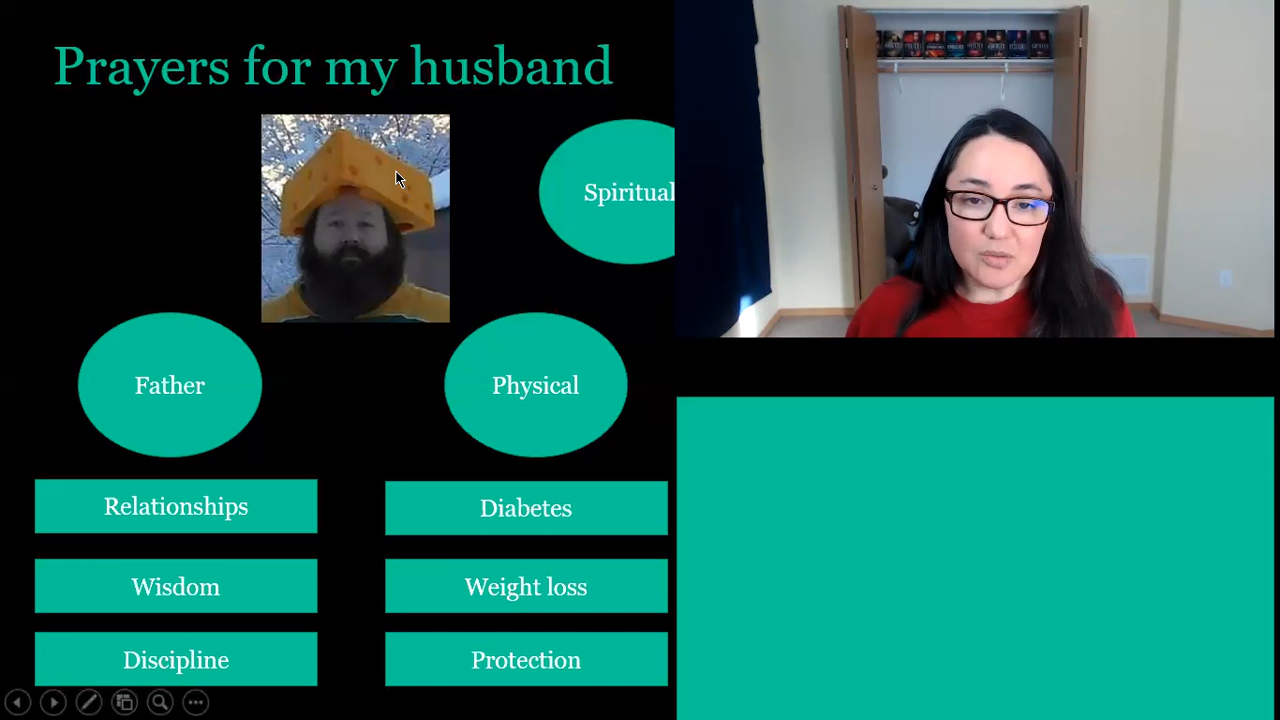 Prayers for my husband
Spiritual
Father
Physical
Relationships
Diabetes
Wisdom
Weight loss
Discipline
Protection